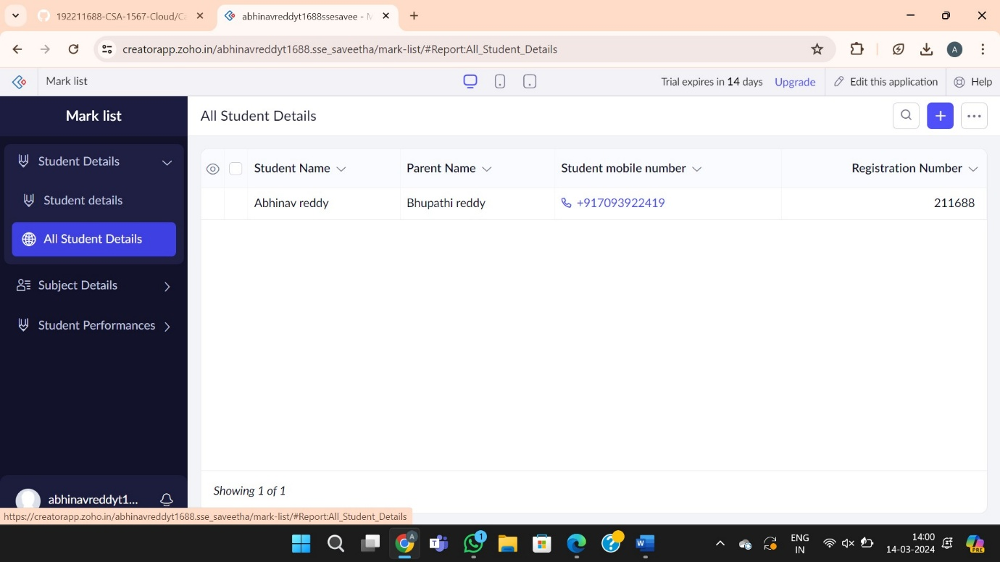 192211688-CSA-1567-Cloud/Ca
abhinavreddyt1688ssesavee - M
creatorapp.zoho.in/abhinavreddyt1688.sse_saveetha/mark-list/#Report:All_Student_Details
A
Mark list
Trial expires in 14 days
Upgrade
Edit this application
Help
Mark list
All Student Details
Student Details
Student details
All Student Details
Subject Details
Student Performances
Student Name
Parent Name
Student mobile number
Registration Number
Abhinav reddy
Bhupathi reddy
+917093922419
211688
Showing 1 of 1
abhinavreddyt1...
https://creatorapp.zoho.in/abhinavreddyt1688.sse_saveetha/mark-list/#Report:All_Student_Details
A
1
ENG
IN
14:00
14-03-2024
PRE